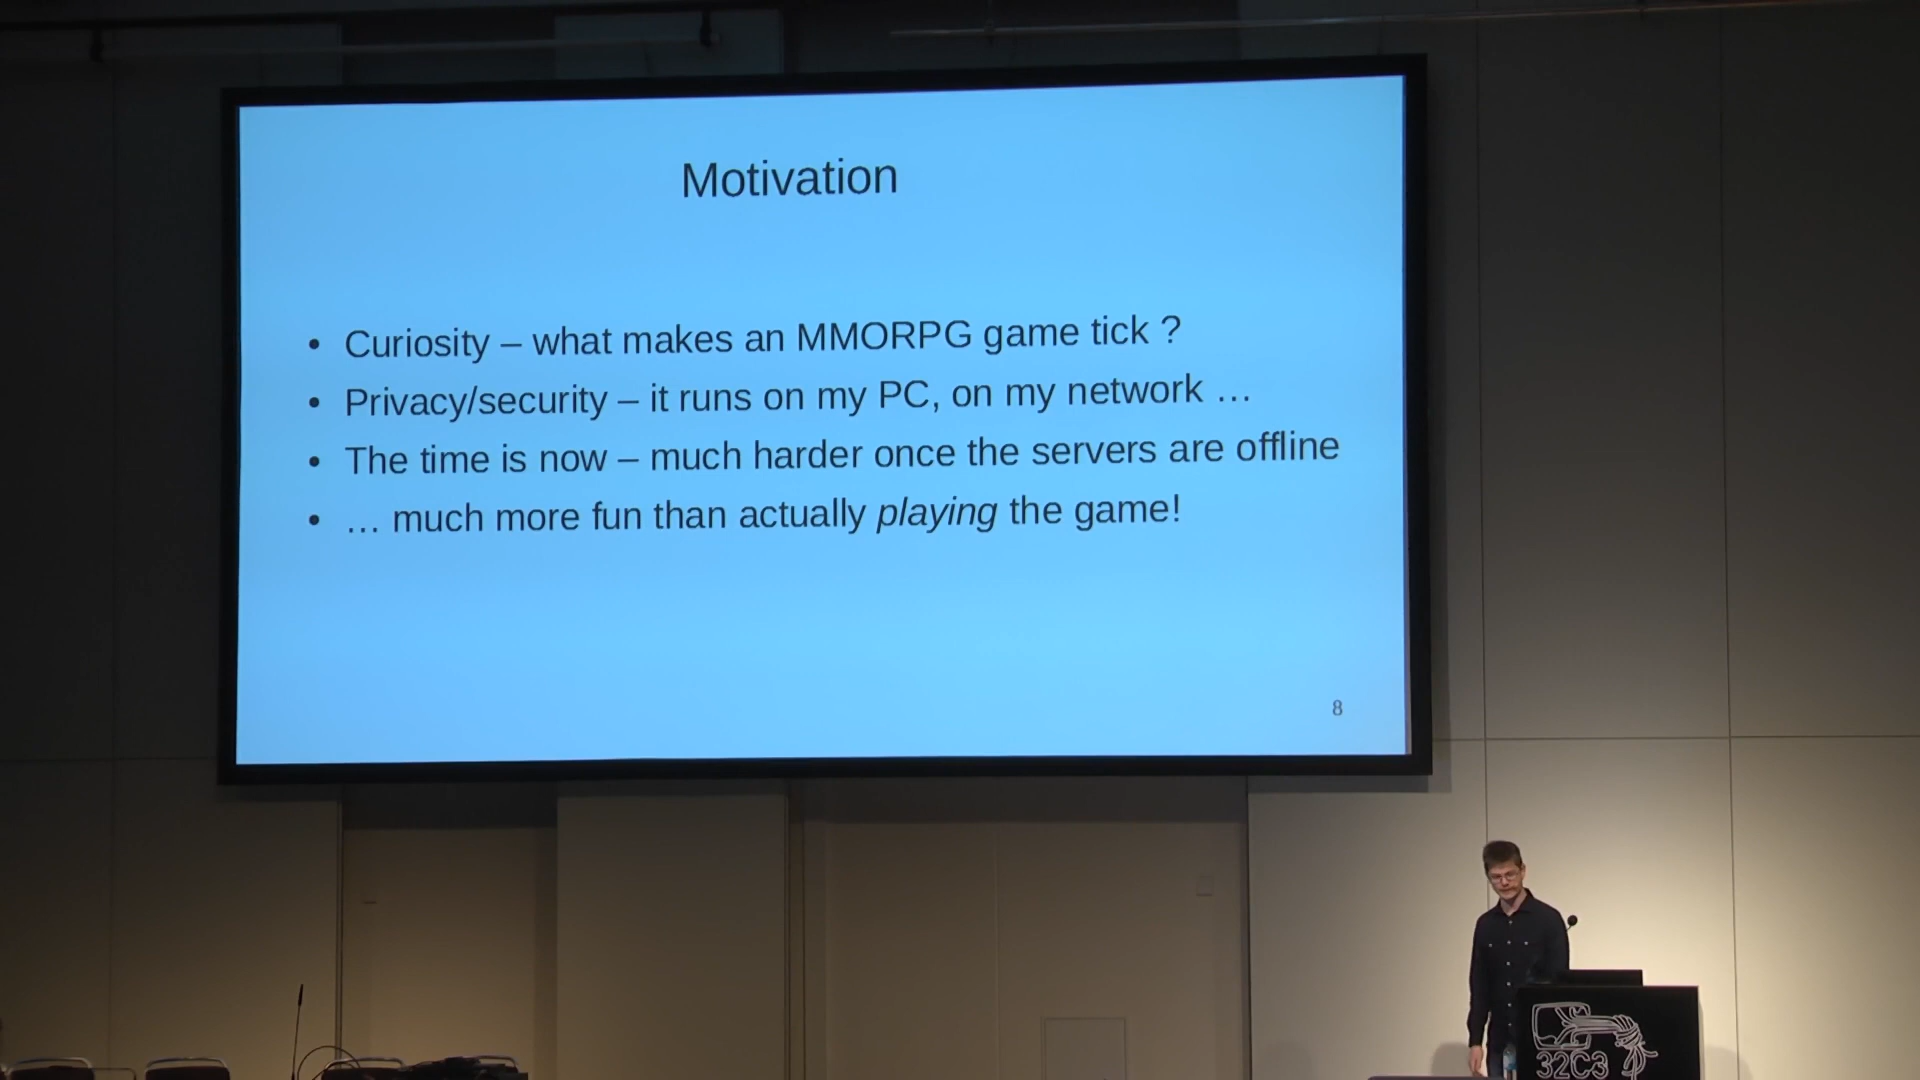 Motivation
• Curiosity – what makes an MMORPG game tick ?
• Privacy/security – it runs on my PC, on my network …
• The time is now – much harder once the servers are offline
• … much more fun than actually playing the game!
8
32C3